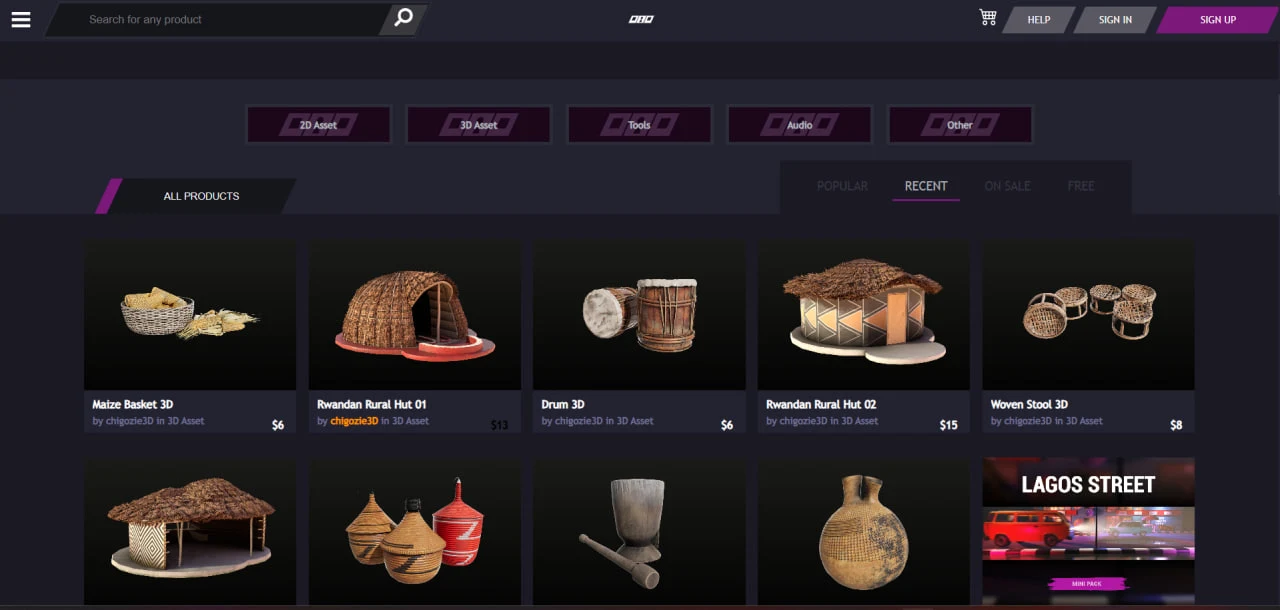 Search for any product
HELP
SIGN IN
SIGN UP
2D Asset
3D Asset
Tools
Audio
Other
ALL PRODUCTS
POPULAR
RECENT
ON SALE
FREE
Maize Basket 3D
by chigozie3D in 3D Asset
$6
Rwandan Rural Hut 01
by chigozie3D in 3D Asset
$13
Drum 3D
by chigozie3D in 3D Asset
$6
Rwandan Rural Hut 02
by chigozie3D in 3D Asset
$15
Woven Stool 3D
by chigozie3D in 3D Asset
$8
LAGOS STREET
MINI PACK